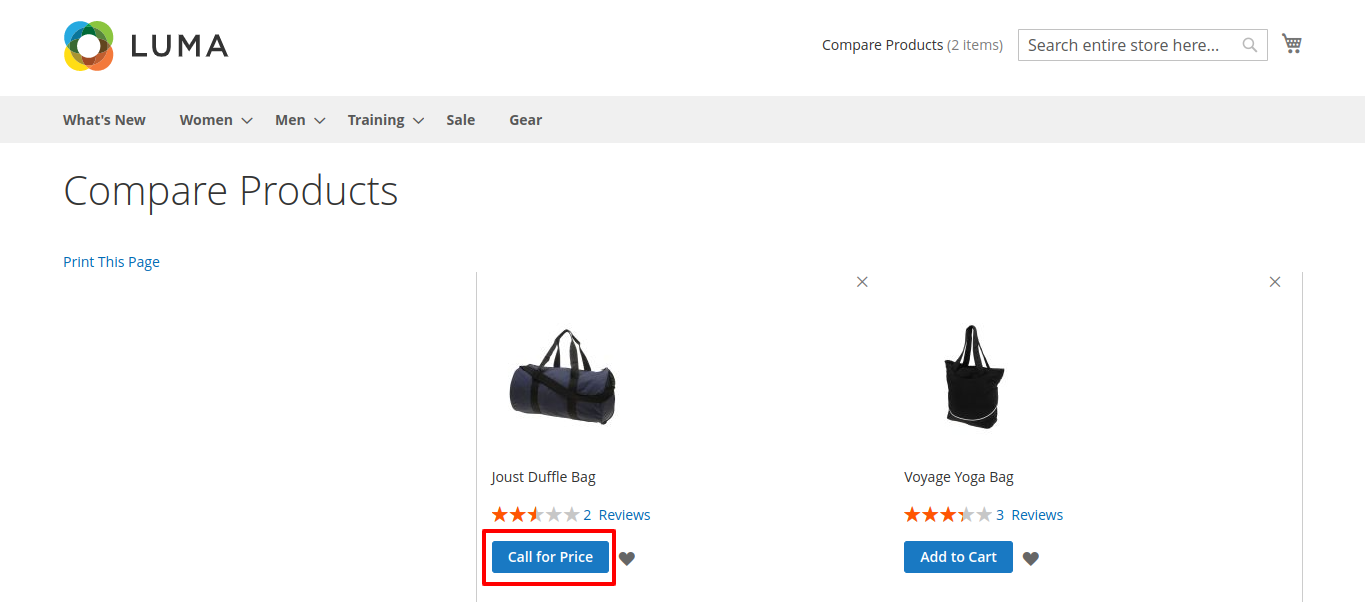 LUMA
Compare Products (2 items)
Search entire store here...
What's New Women Men Training Sale Gear
Compare Products
Print This Page
Joust Duffle Bag
2 Reviews
Call for Price
Voyage Yoga Bag
3 Reviews
Add to Cart